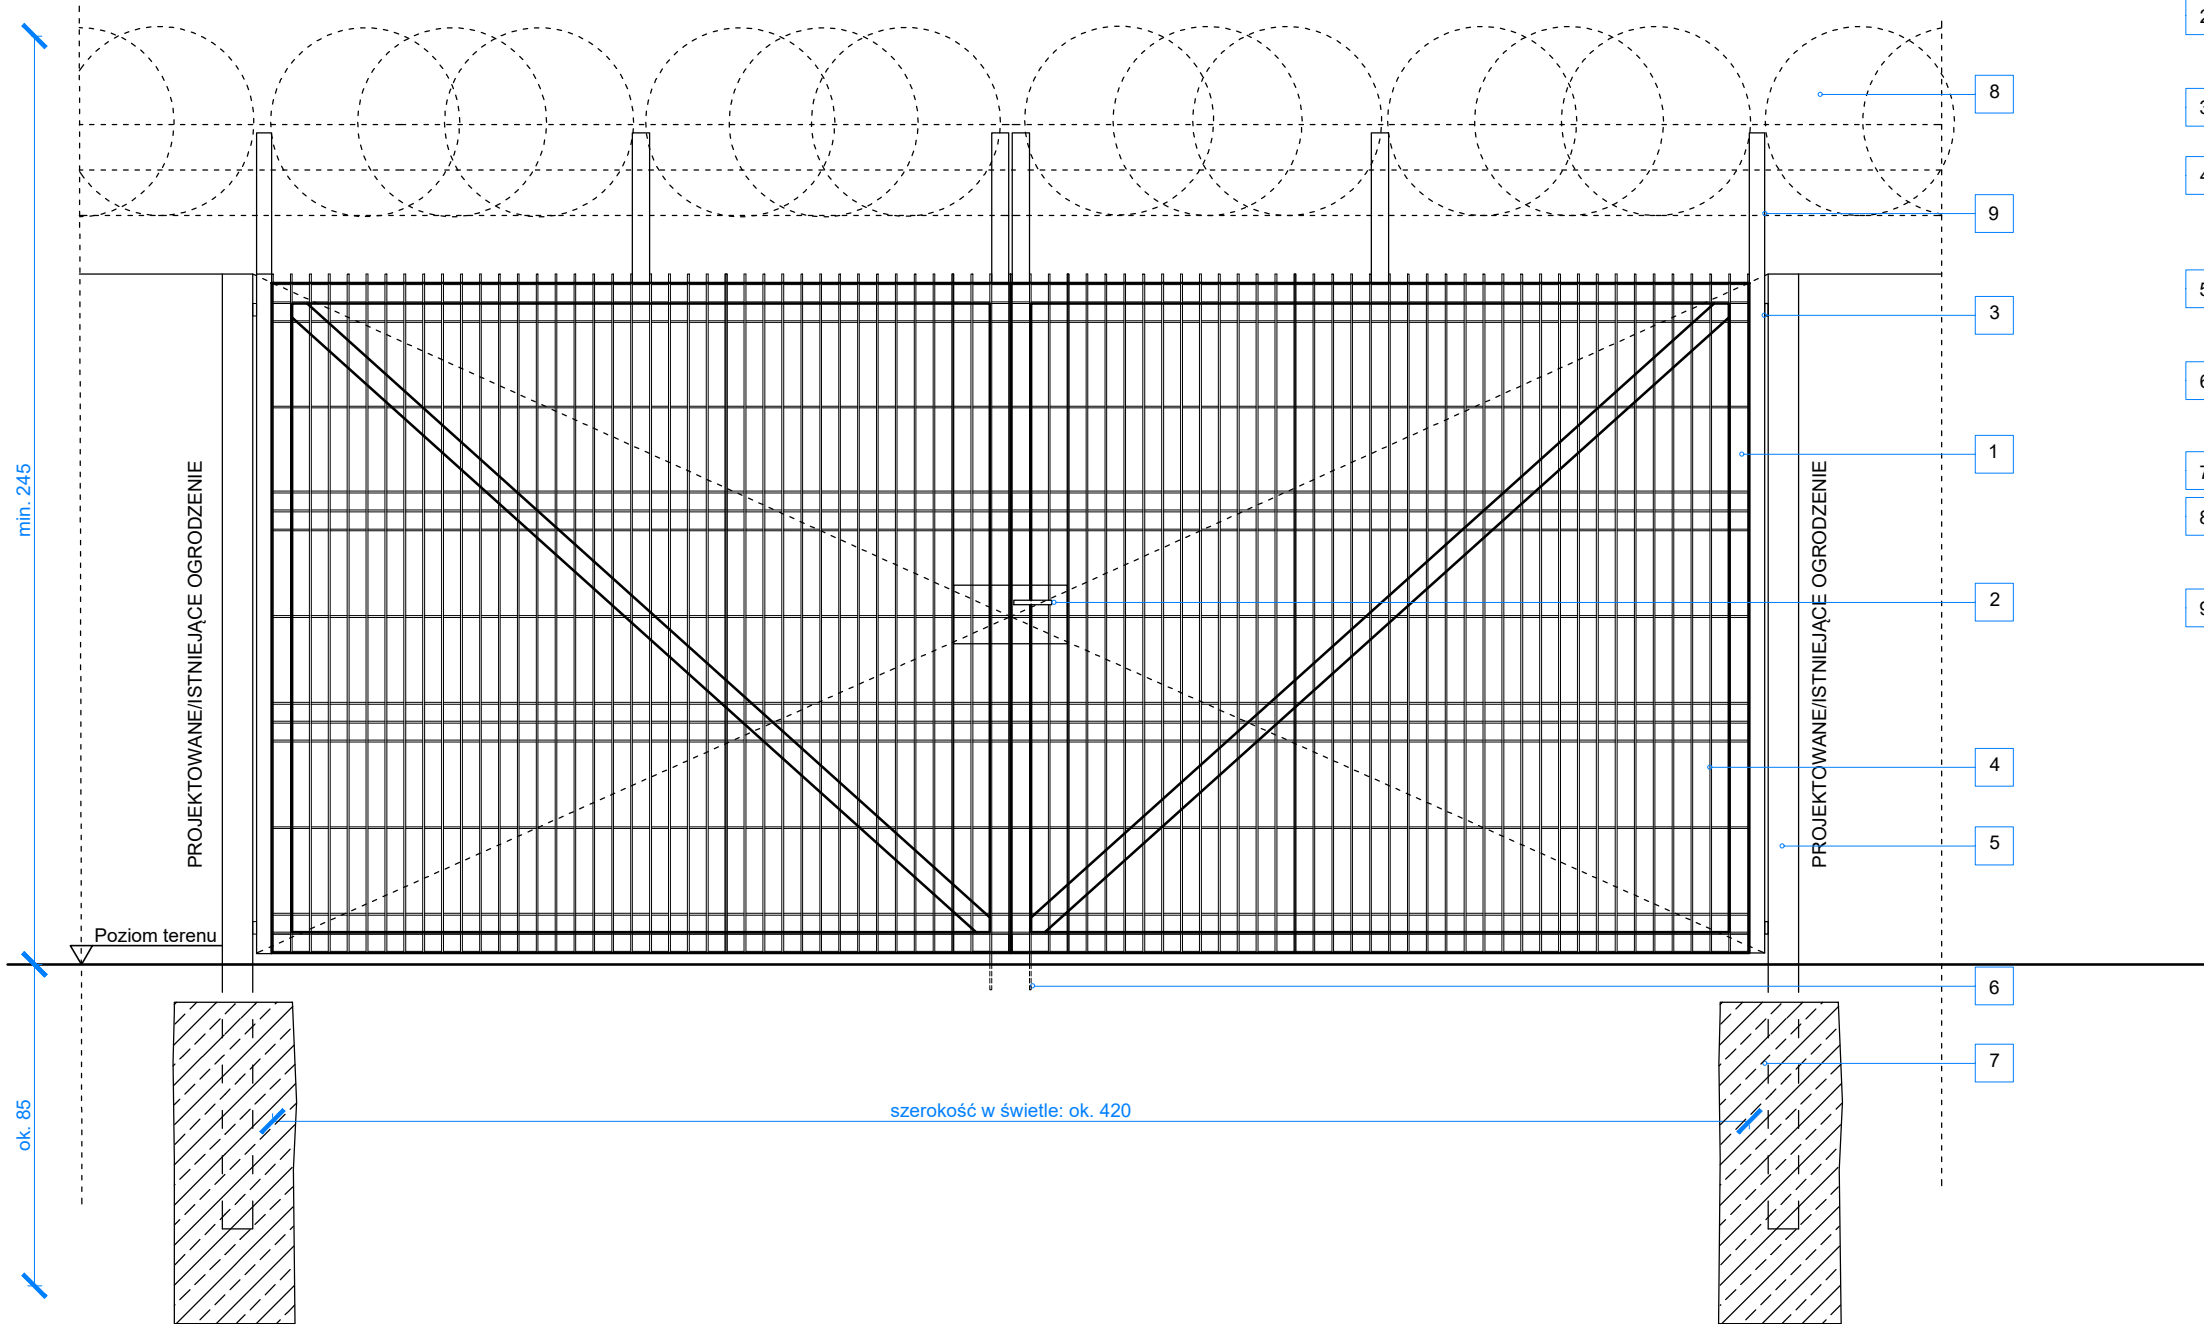 8
9
3
1
2
4
5
6
7
min. 245
PROJEKTOWANE/ISTNIEJĄCE OGRODZENIE
PROJEKTOWANE/ISTNIEJĄCE OGRODZENIE
Poziom terenu
szerokość w świetle: ok. 420
ok. 85